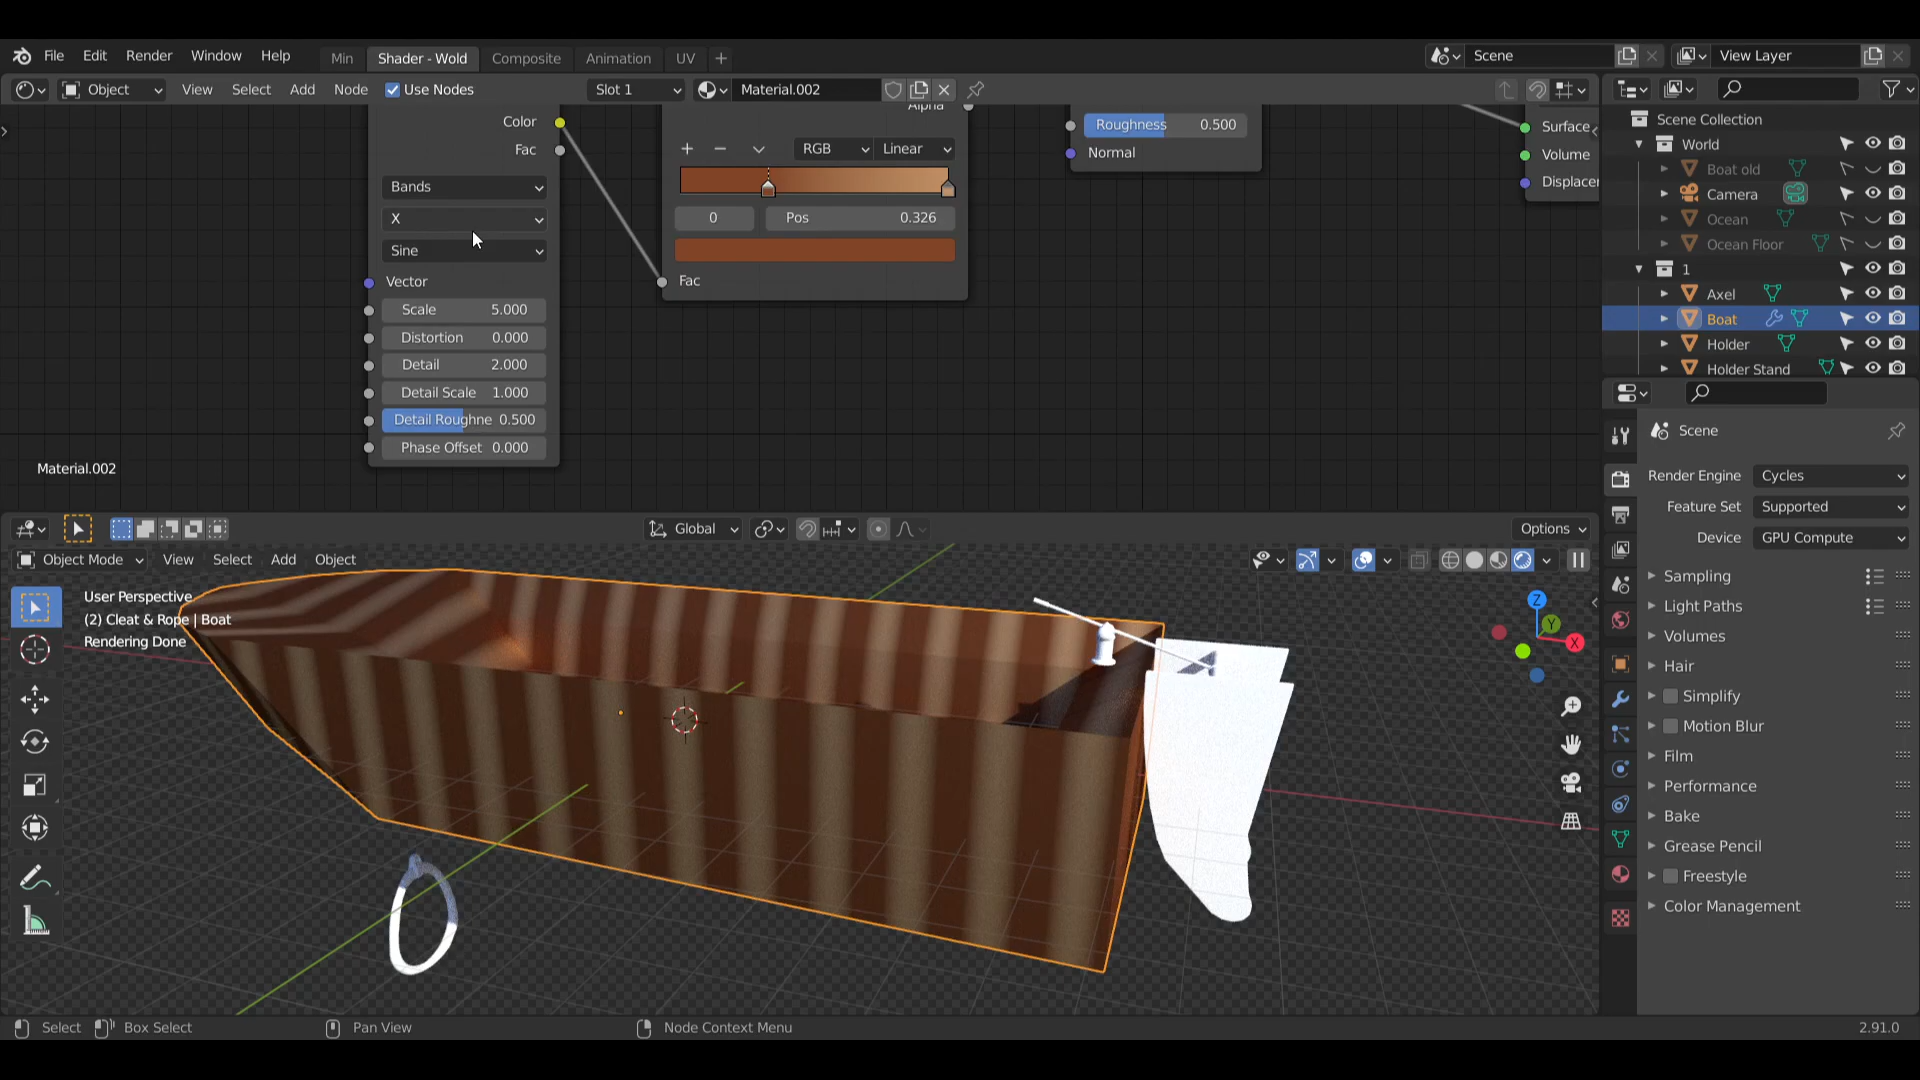 File Edit Render Window Help Min Shader - Wold Composite Animation UV Scene View Layer
Object View Select Add Node Use Nodes Slot 1 Material.002
Color
Fac
Bands
X
Sine
Vector
Scale 5.000
Distortion 0.000
Detail 2.000
Detail Scale 1.000
Detail Roughne 0.500
Phase Offset 0.000
Material.002
Alpha
RGB Linear
0 Pos 0.326
Fac
Roughness 0.500
Normal
Surface
Volume
Displacer
Scene Collection
World
Boat old
Camera
Ocean
Ocean Floor
1
Axel
Boat
Holder
Holder Stand
Global Options
Object Mode View Select Add Object
User Perspective
(2) Cleat & Rope | Boat
Rendering Done
Z
Y
X
Scene
Render Engine Cycles
Feature Set Supported
Device GPU Compute
Sampling
Light Paths
Volumes
Hair
Simplify
Motion Blur
Film
Performance
Bake
Grease Pencil
Freestyle
Color Management
Select Box Select Pan View Node Context Menu 2.91.0